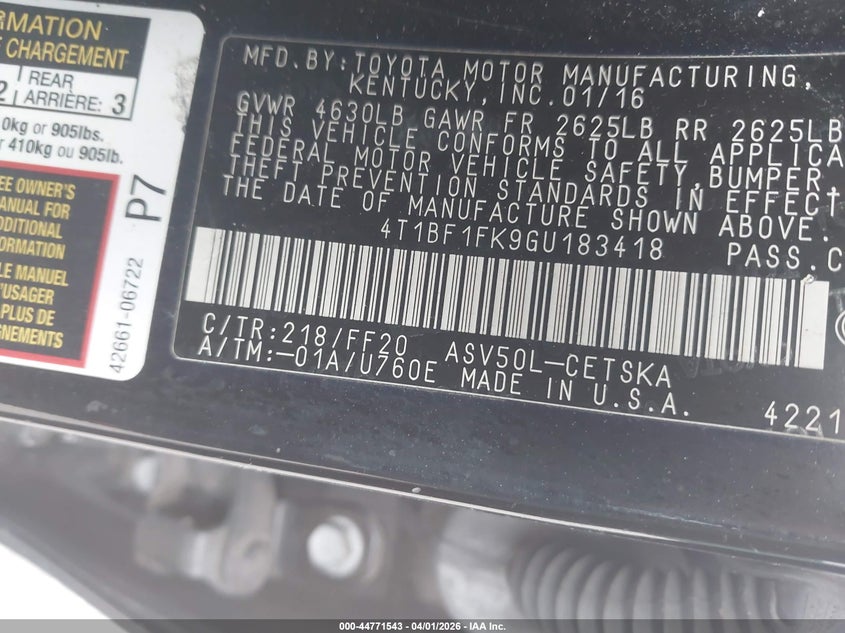 RMATION
CHARGEMENT
2 REAR ARRIÈRE: 3
0kg or 905lbs.
r 410kg ou 905lb.
EE OWNER'S
ANUAL FOR
DDITIONAL
FORMATION
LE MANUEL
'USAGER
PLUS DE
GNEMENTS
P7
42661-06722
MFD. BY: TOYOTA MOTOR MANUFACTURING,
KENTUCKY, INC. 01/16
GVWR 4630LB GAWR FR 2625LB RR 2625LB
THIS VEHICLE CONFORMS TO ALL APPLICA
FEDERAL MOTOR VEHICLE SAFETY, BUMPER,
THEFT PREVENTION STANDARDS IN EFFECT
THE DATE OF MANUFACTURE SHOWN ABOVE.
4T1BF1FK9GU183418 PASS.C
C/TR:218/FF20 ASV50L-CETSKA
A/TM:-01A/U760E MADE IN U.S.A.
4221
000-44771543 - 04/01/2026 - IAA Inc.